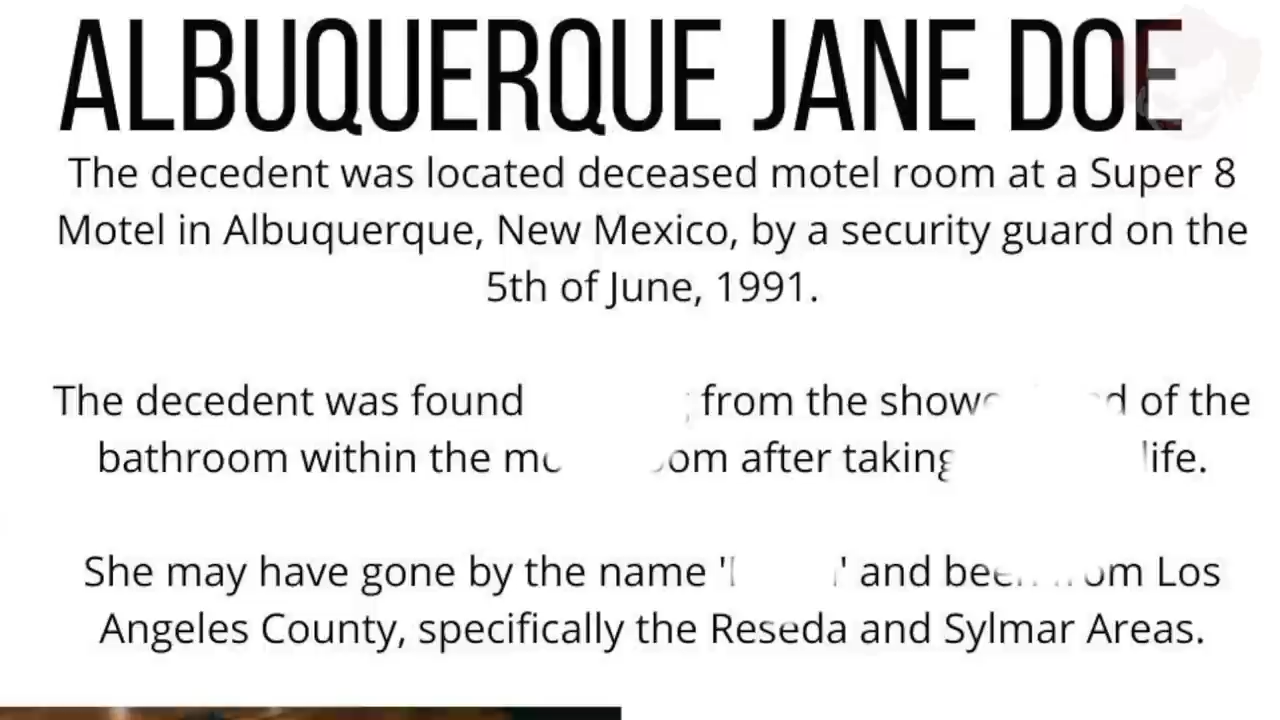 ALBUQUERQUE JANE DOE
The decedent was located deceased motel room at a Super 8
Motel in Albuquerque, New Mexico, by a security guard on the
5th of June, 1991.
The decedent was found from the of the
bathroom within the after taking life.
She may have gone by the name and Los
Angeles County, specifically the Reseda and Sylmar Areas.